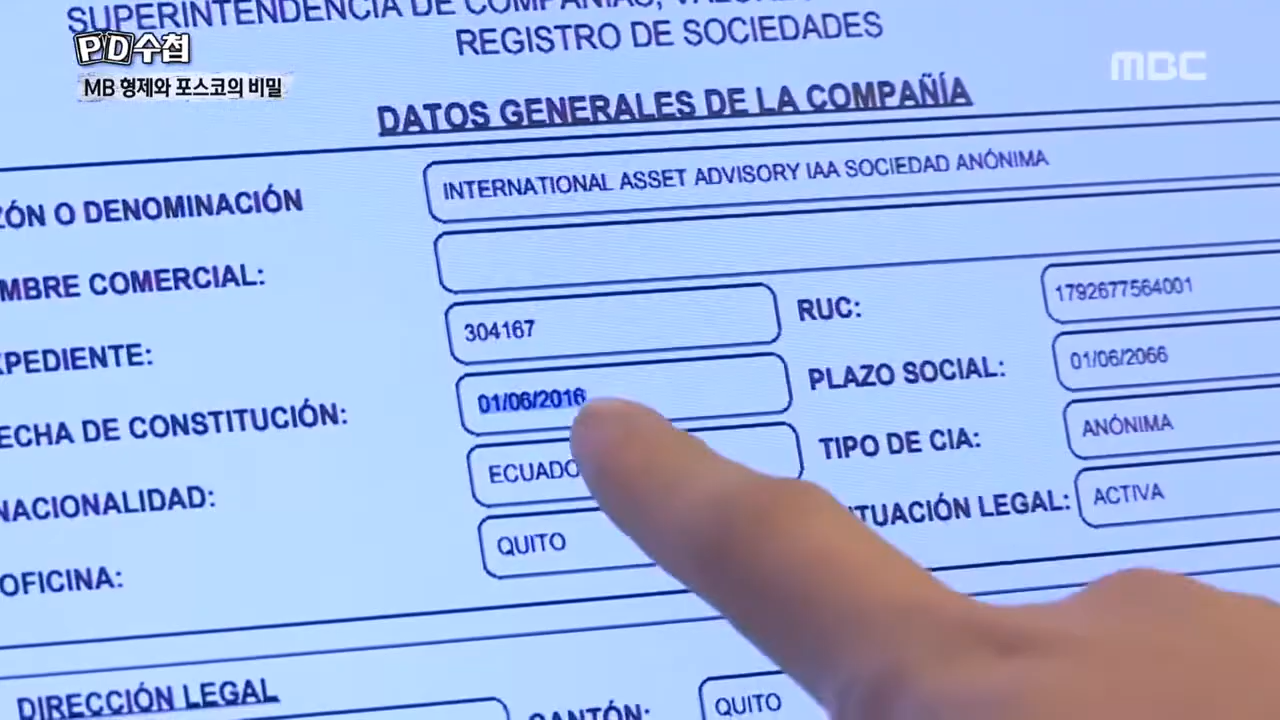 SUPERINTENDENCIA DE COMPAÑÍAS,
REGISTRO DE SOCIEDADES
PD수첩
MBC
MB 형제와 포스코의 비밀
DATOS GENERALES DE LA COMPAÑÍA
ZÓN O DENOMINACIÓN INTERNATIONAL ASSET ADVISORY IAA SOCIEDAD ANÓNIMA
MBRE COMERCIAL:
PEDIENTE: 304167 RUC: 1792677564001
ECHA DE CONSTITUCIÓN: 01/06/2016 PLAZO SOCIAL: 01/06/2066
NACIONALIDAD: ECUADO TIPO DE CIA: ANÓNIMA
OFICINA: QUITO TUACIÓN LEGAL: ACTIVA
DIRECCIÓN LEGAL
CANTÓN: QUITO